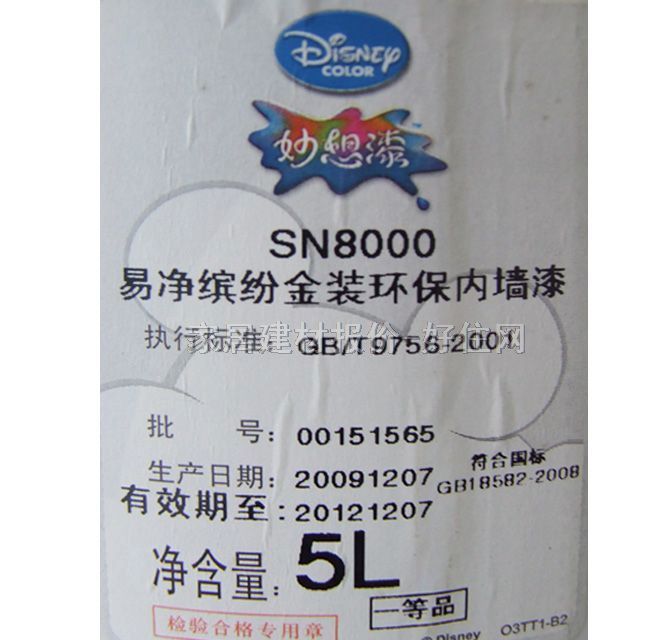 Disney
COLOR
妙想漆
SN8000
易净缤纷金装环保内墙漆
执行标准: GB/T9756-2001
批 号: 00151565
生产日期: 20091207
符合国标
GB18582-2008
有效期至: 20121207
净含量: 5L
一等品
检验合格专用章
© Disney O3TT1-B2